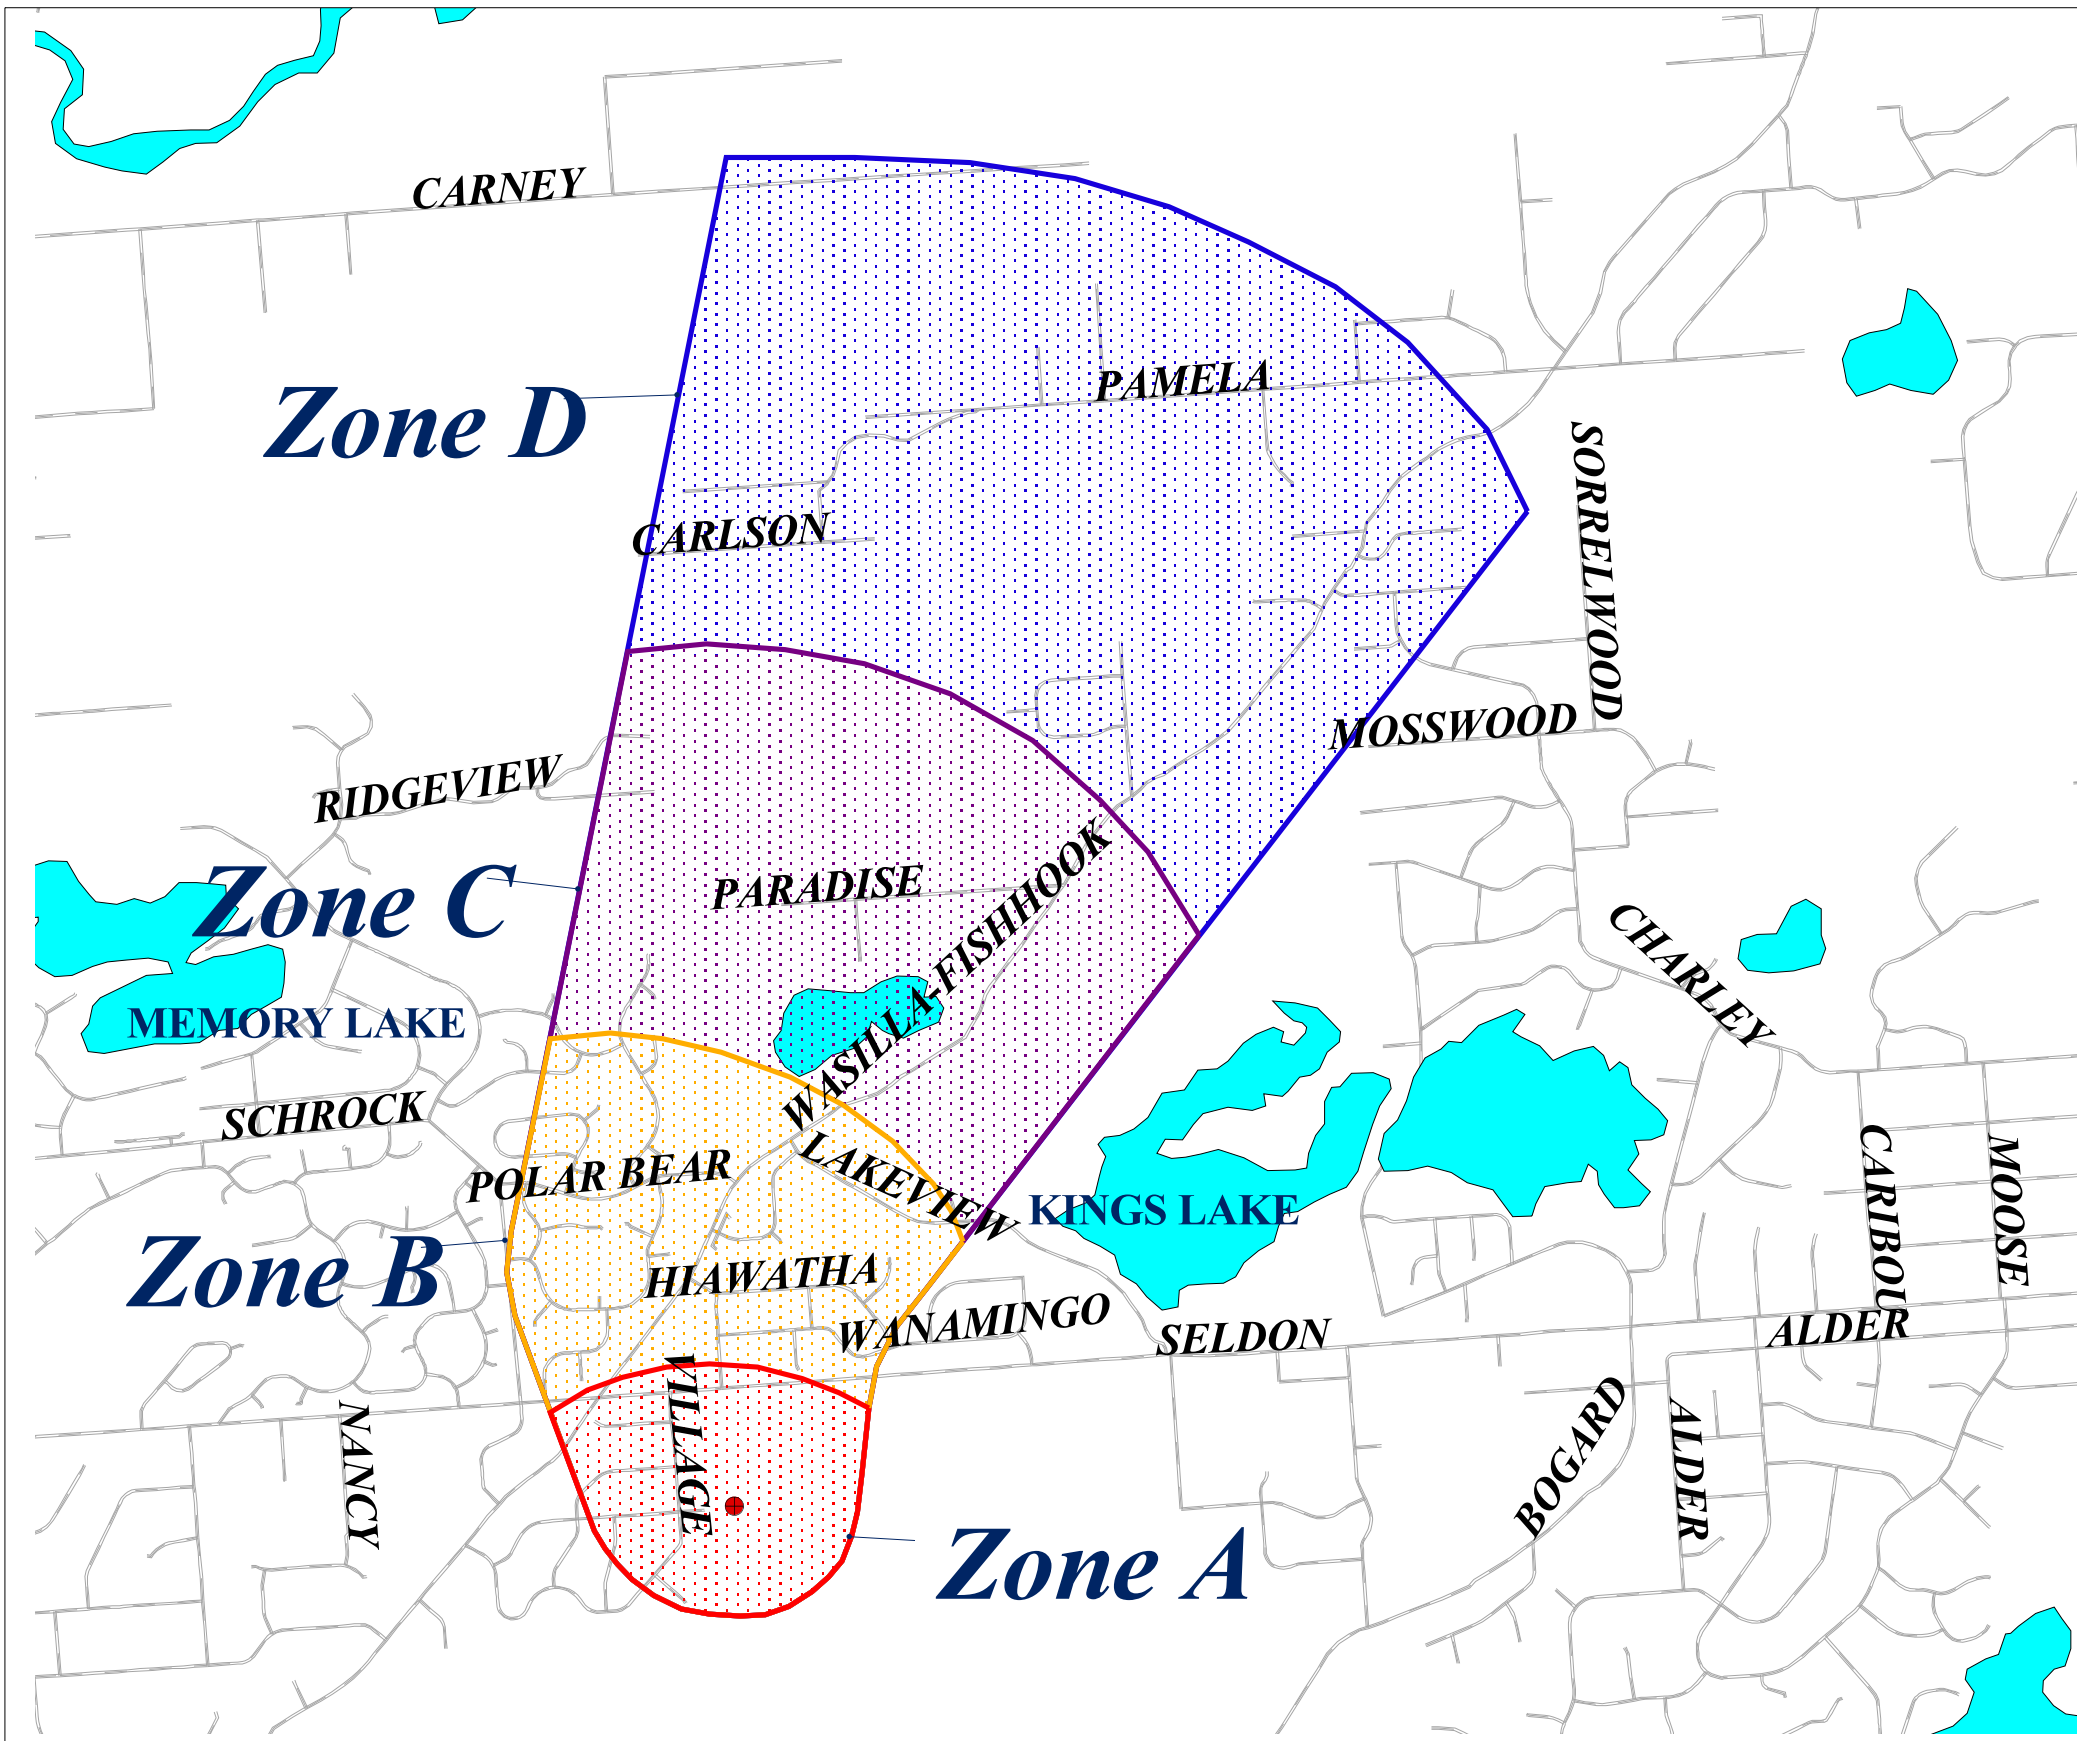 CARNEY
Zone D
PAMELA
SORRELWOOD
CARLSON
MOSSWOOD
RIDGEVIEW
Zone C
PARADISE
WASILLA-FISHHOOK
CHARLEY
MEMORY LAKE
SCHROCK
POLAR BEAR
LAKEVIEW
KINGS LAKE
CARIBOU
MOOSE
Zone B
HIAWATHA
WANAMINGO
SELDON
ALDER
NANCY
VILLAGE
BOGARD
ALDER
Zone A